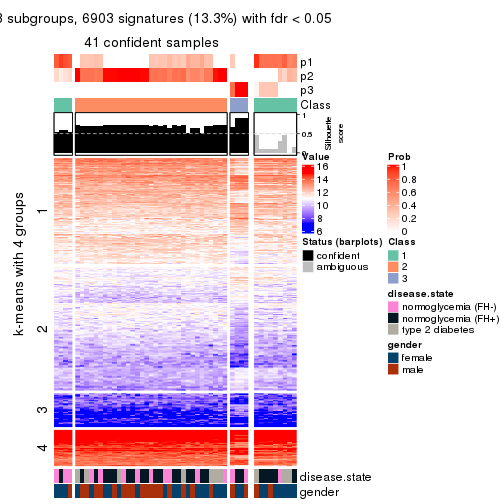 3 subgroups, 6903 signatures (13.3%) with fdr < 0.05
41 confident samples
p1
p2
p3
Class
1
0.5
0
Silhouette
score
k-means with 4 groups
1
2
3
4
disease.state
gender
Value
16
14
12
10
8
6
Status (barplots)
confident
ambiguous
Prob
1
0.8
0.6
0.4
0.2
0
Class
1
2
3
disease.state
normoglycemia (FH-)
normoglycemia (FH+)
type 2 diabetes
gender
female
male